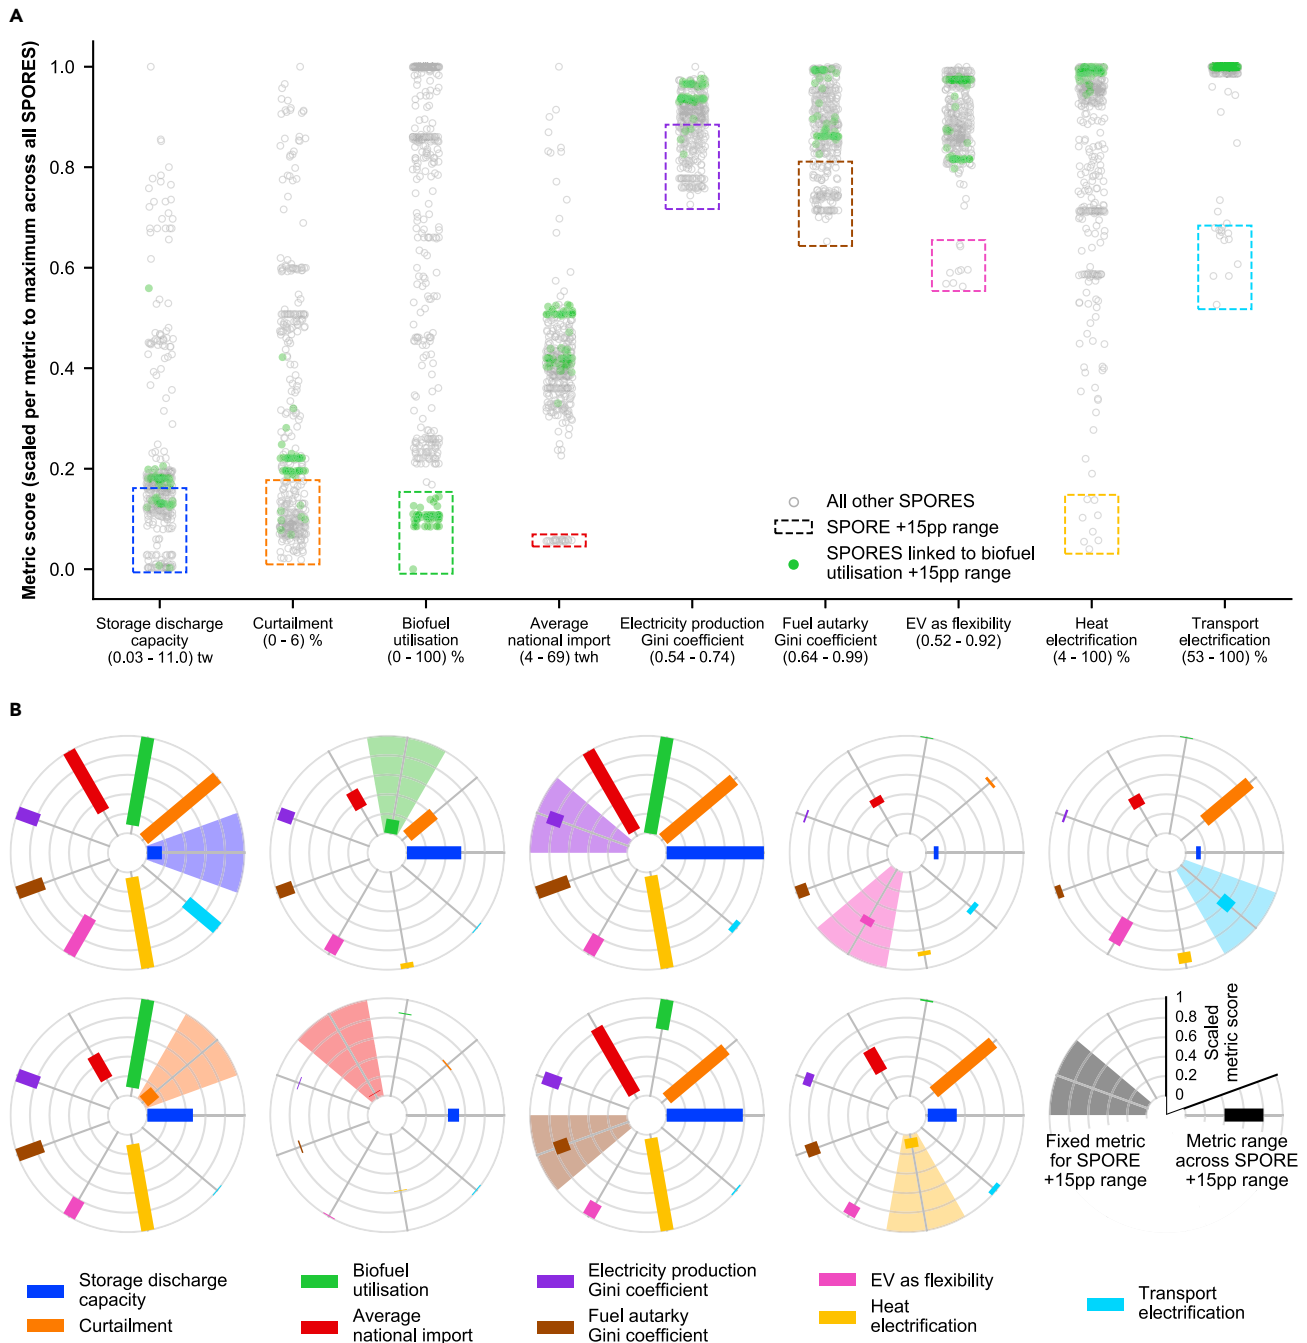 A
Metric score (scaled per metric to maximum across all SPORES)
1.0
0.8
0.6
0.4
0.2
0.0
All other SPORES
SPORE +15pp range
SPORES linked to biofuel
utilisation +15pp range
Storage discharge
capacity
(0.03 - 11.0) tw
Curtailment
(0 - 6) %
Biofuel
utilisation
(0 - 100) %
Average
national import
(4 - 69) twh
Electricity production
Gini coefficient
(0.54 - 0.74)
Fuel autarky
Gini coefficient
(0.64 - 0.99)
EV as flexibility
(0.52 - 0.92)
Heat
electrification
(4 - 100) %
Transport
electrification
(53 - 100) %
B
1
0.8
0.6
0.4
0.2
0
Scaled
metric score
Fixed metric
for SPORE
+15pp range
Metric range
across SPORE
+15pp range
Storage discharge
capacity
Curtailment
Biofuel
utilisation
Average
national import
Electricity production
Gini coefficient
Fuel autarky
Gini coefficient
EV as flexibility
Heat
electrification
Transport
electrification